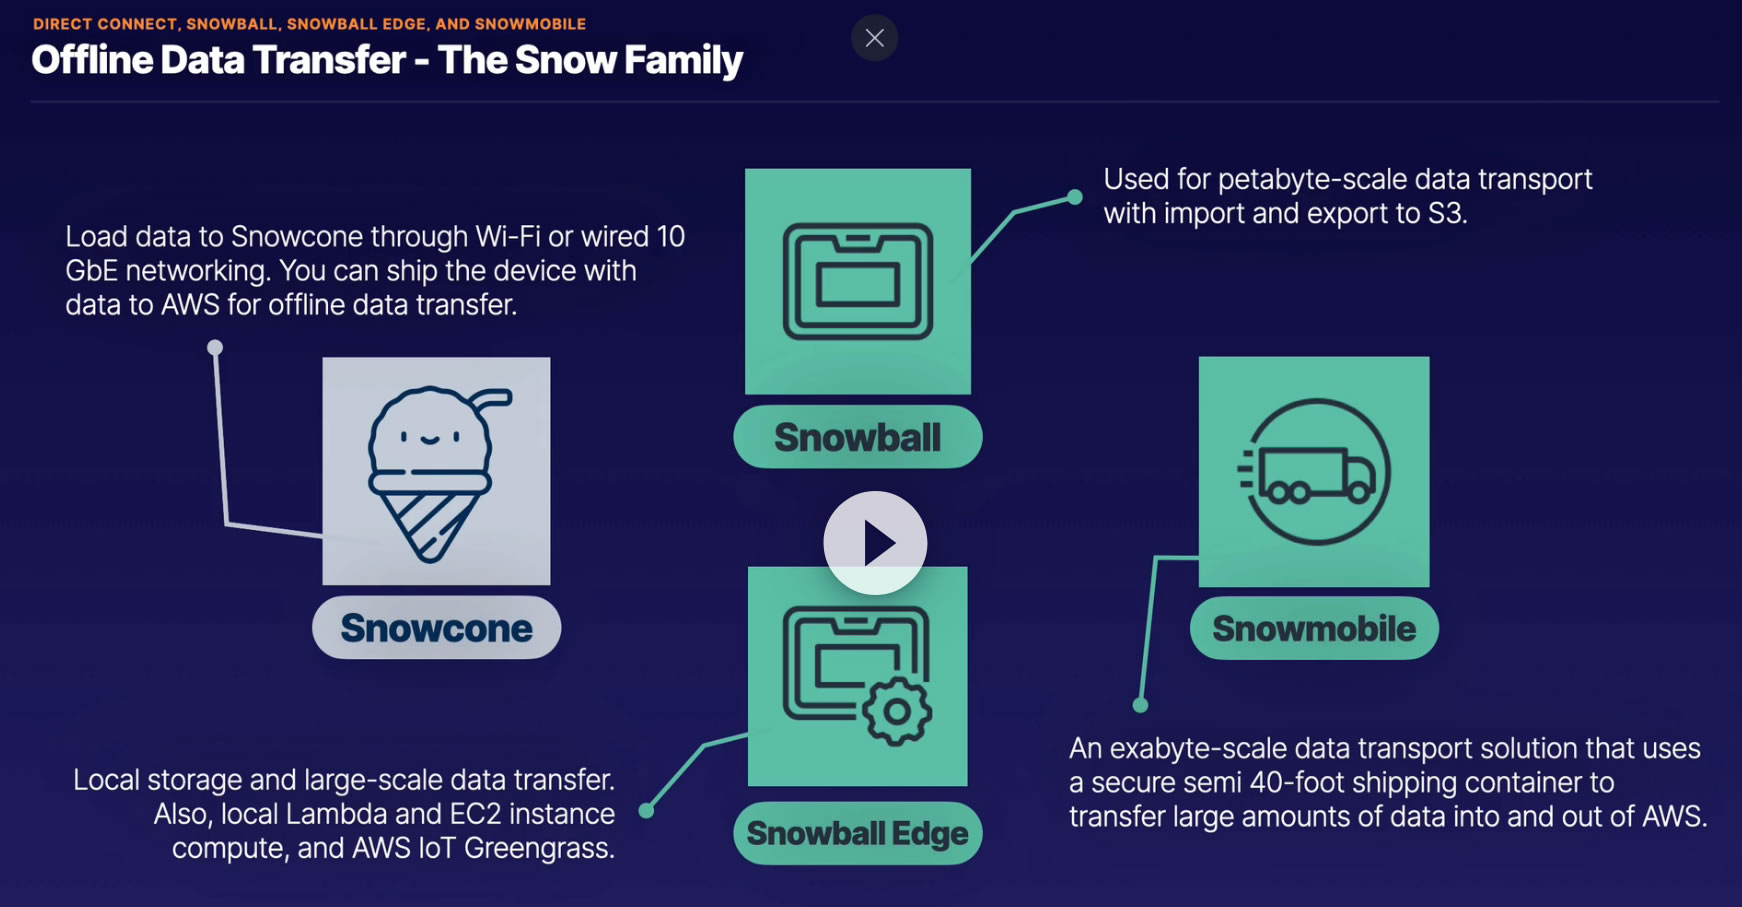 DIRECT CONNECT, SNOWBALL, SNOWBALL EDGE, AND SNOWMOBILE
Offline Data Transfer - The Snow Family
Load data to Snowcone through Wi-Fi or wired 10
GbE networking. You can ship the device with
data to AWS for offline data transfer.
Snowcone
Used for petabyte-scale data transport
with import and export to S3.
Snowball
Local storage and large-scale data transfer.
Also, local Lambda and EC2 instance
compute, and AWS IoT Greengrass.
Snowball Edge
Snowmobile
An exabyte-scale data transport solution that uses
a secure semi 40-foot shipping container to
transfer large amounts of data into and out of AWS.